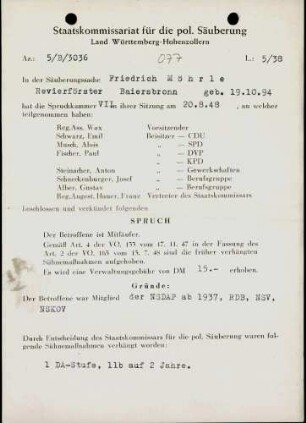 Staatskommissariat für die pol. Säuberung
Land Württemberg-Hohenzollern
Az.: 5/B/3036 077 L.: 5/38
In der Säuberungssache Friedrich Möhrle
Revierförster Baiersbronn geb. 19.10.94
hat die Spruchkammer VII in ihrer Sitzung am 20.8.48 , an welcher
teilgenommen haben:
Reg.Ass. Wax Vorsitzender
Schwarz, Emil Beisitzer — CDU
Musch, Alois „ — SPD
Fischer, Paul „ — DVP
„ — KPD
Steinacher, Anton „ — Gewerkschaften
Schneckenburger, Josef „ — Berufsgruppe
Alber, Gustav „ — Berufsgruppe
Reg.Angest. Hauer, Franz Vertreter des Staatskommissars
beschlossen und verkündet folgenden
SPRUCH
Der Betroffene ist Mitläufer.
Gemäß Art. 4 der VO. 133 vom 17. 11. 47 in der Fassung des
Art. 2 der VO. 165 vom 13. 7. 48 sind die früher verhängten
Sühnemaßnahmen aufgehoben.
Es wird eine Verwaltungsgebühr von DM 15.- erhoben.
Gründe:
Der Betroffene war Mitglied der NSDAP ab 1937, RDB, NSV,
NSKOV
Durch Entscheidung des Staatskommissars für die pol. Säuberung waren fol-
gende Sühnemaßnahmen verhängt worden:
1 DA-Stufe, 11b auf 2 Jahre.